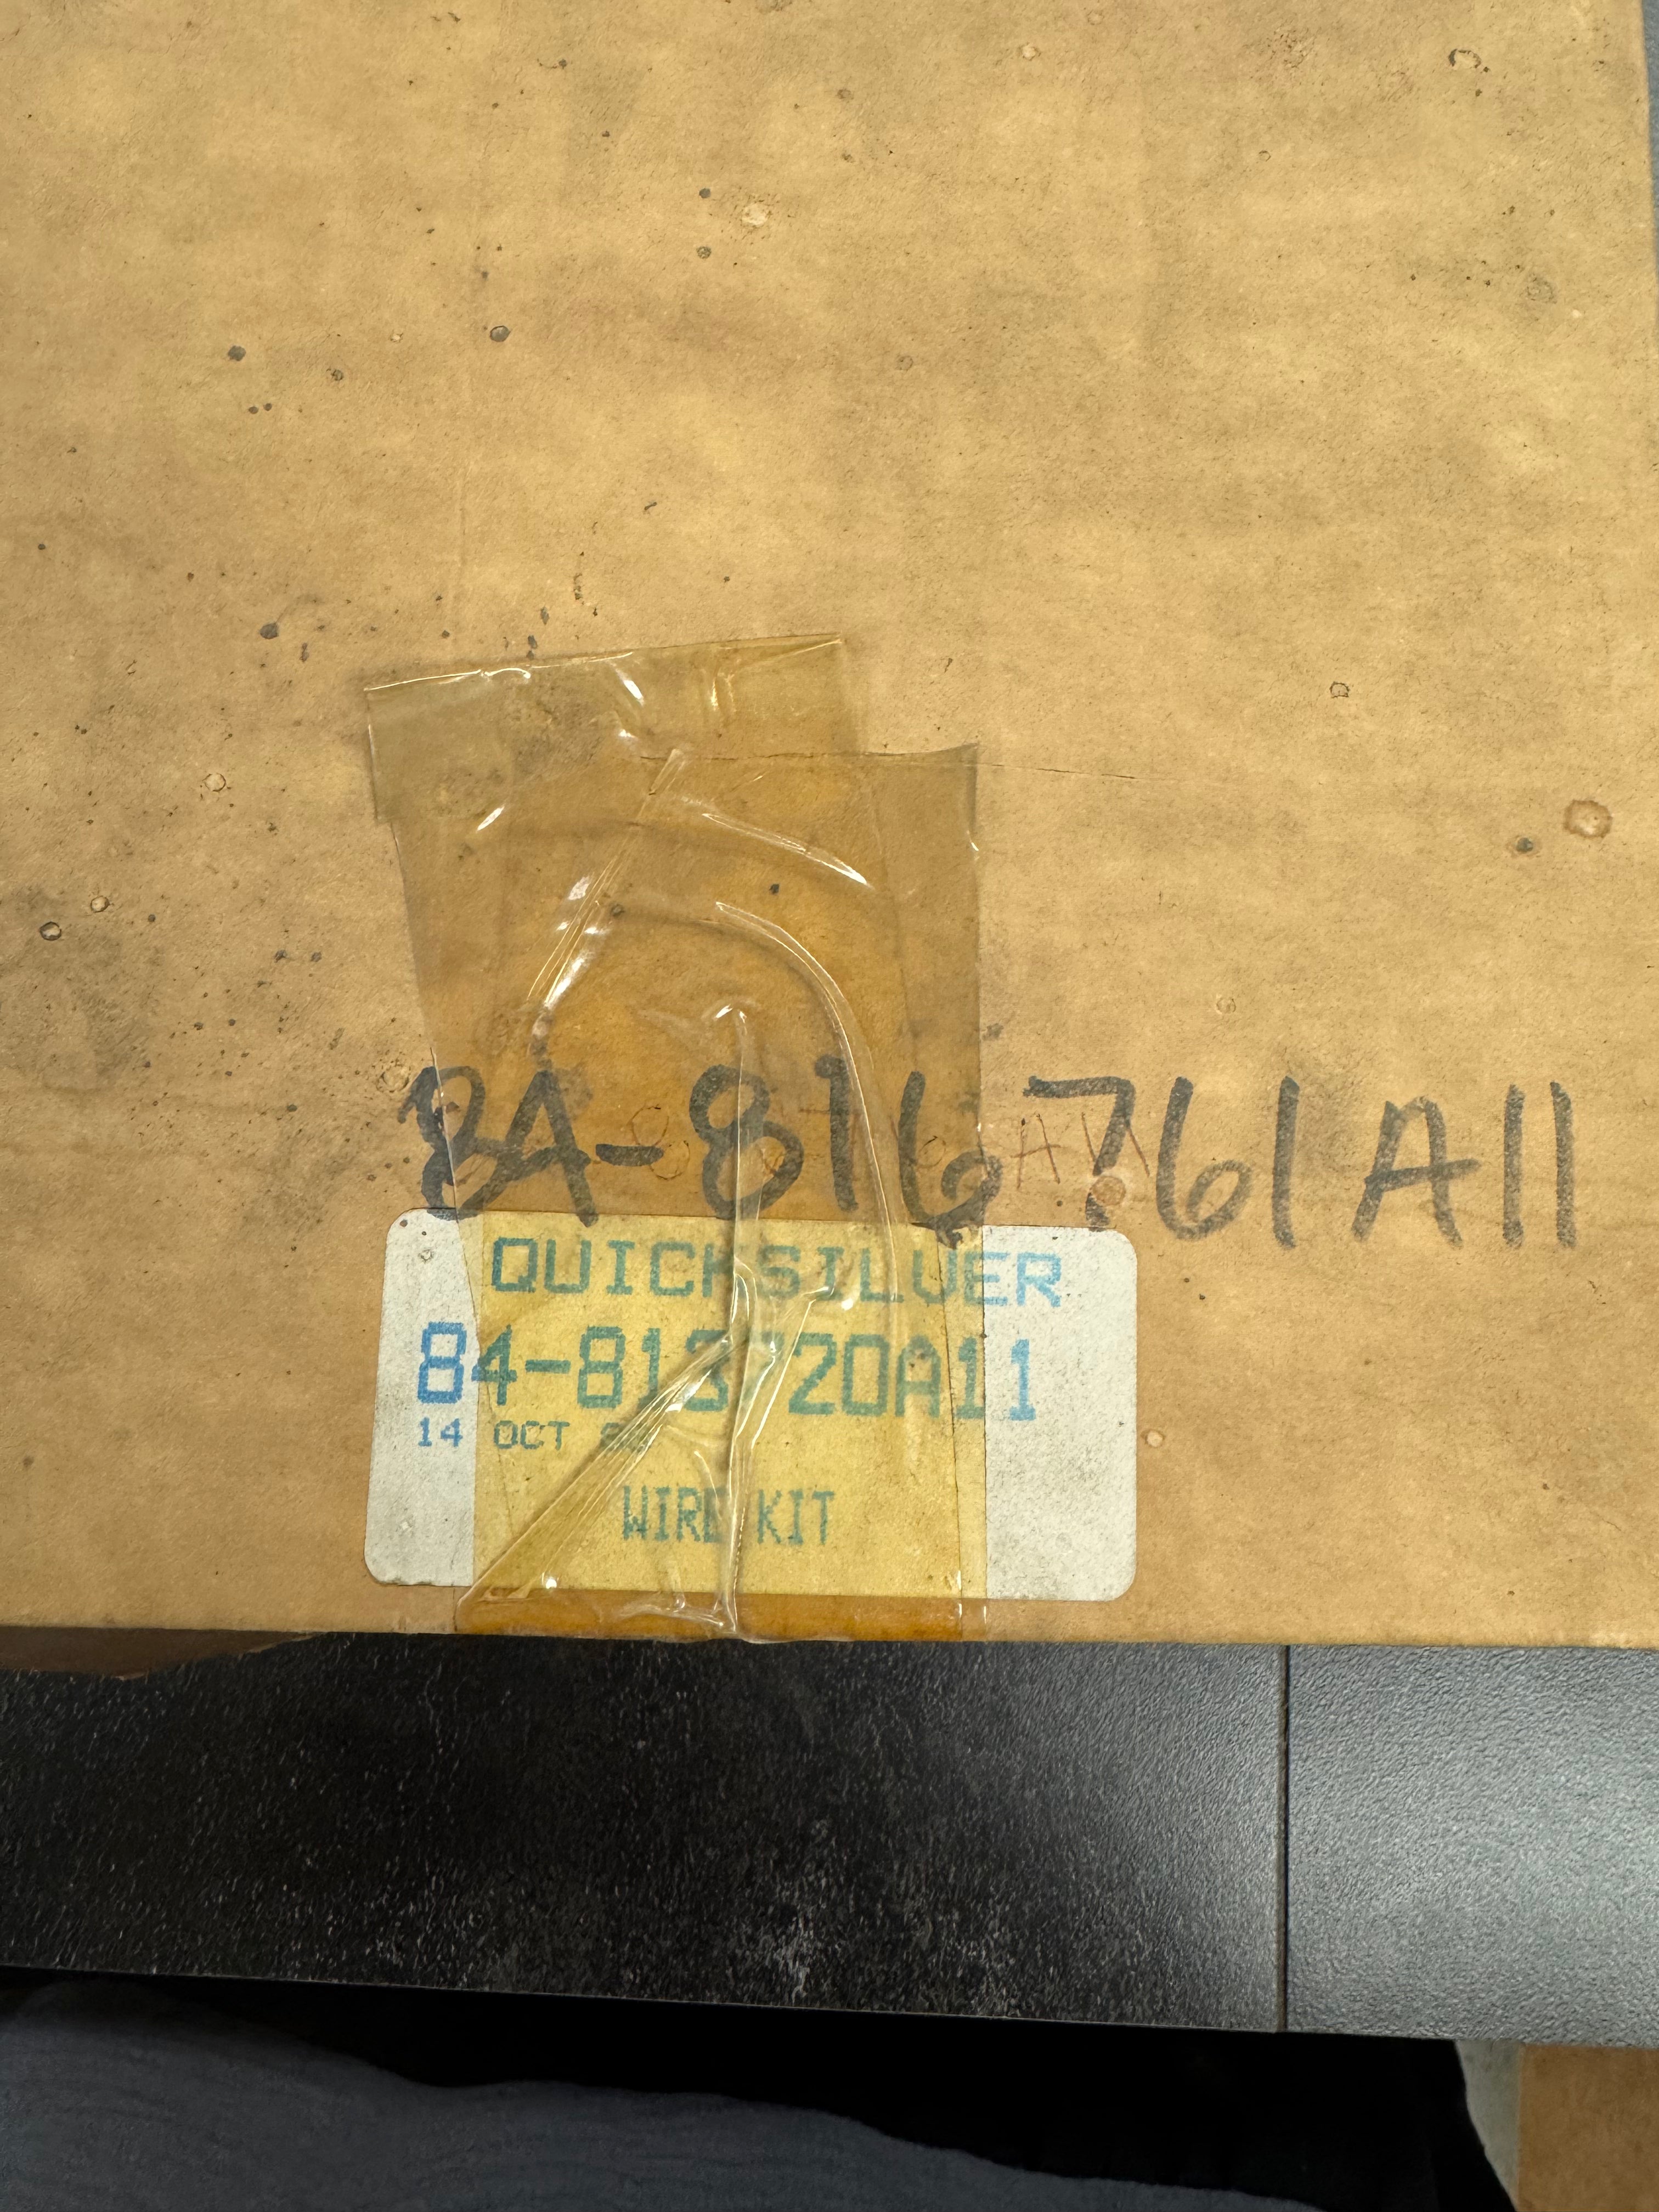 84-816761A11
QUICKSILVER
84-813720A11
14 OCT
WIRE KIT